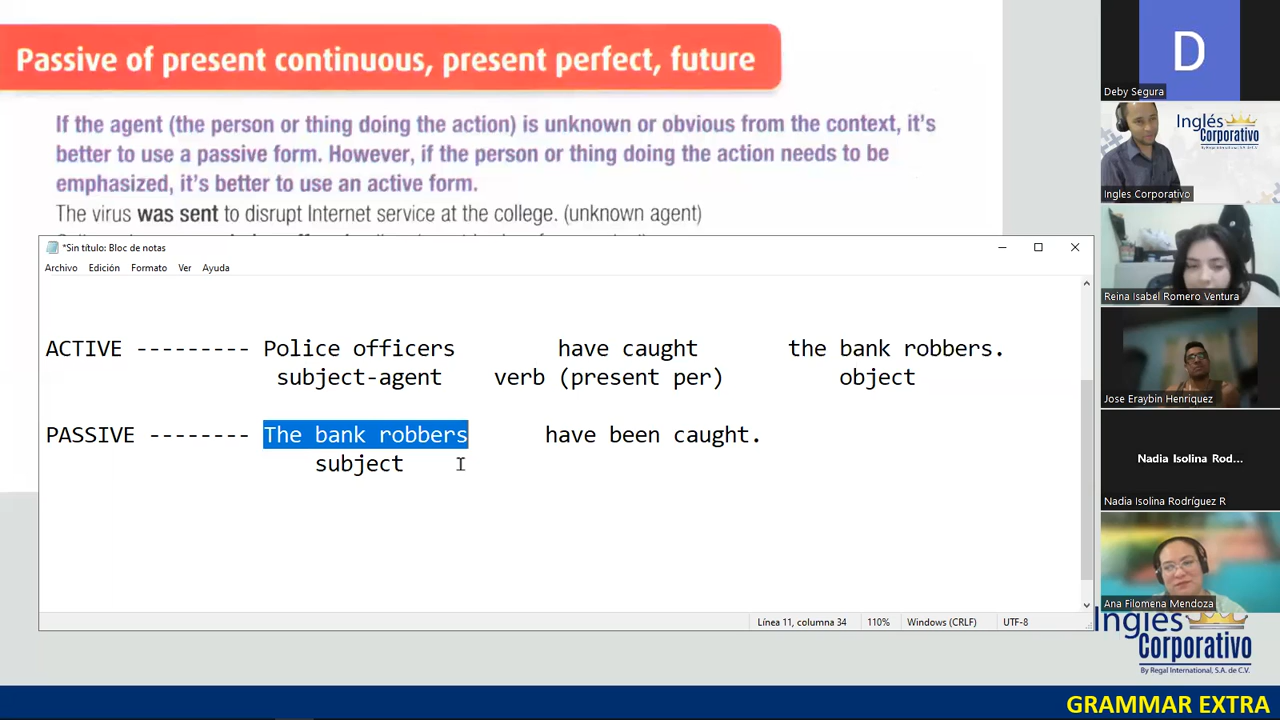 Passive of present continuous, present perfect, future
If the agent (the person or thing doing the action) is unknown or obvious from the context, it's
better to use a passive form. However, if the person or thing doing the action needs to be
emphasized, it's better to use an active form.
The virus was sent to disrupt Internet service at the college. (unknown agent)
*Sin título: Bloc de notas
Archivo Edición Formato Ver Ayuda
ACTIVE --------- Police officers have caught the bank robbers.
subject-agent verb (present per) object
PASSIVE -------- The bank robbers have been caught.
subject
Línea 11, columna 34 110% Windows (CRLF) UTF-8
D
Deby Segura
Inglés
Corporativo
By Regal International, S.A. de C.V.
Ingles Corporativo
Reina Isabel Romero Ventura
Jose Eraybin Henriquez
Nadia Isolina Rod...
Nadia Isolina Rodríguez R
Ana Filomena Mendoza
Inglés
Corporativo
By Regal International, S.A. de C.V.
GRAMMAR EXTRA